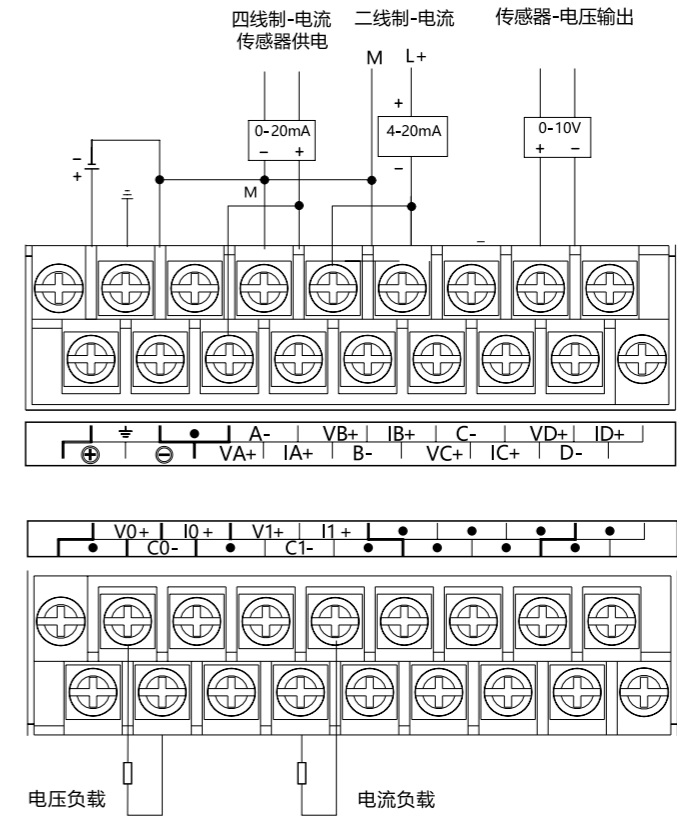 四线制-电流 二线制-电流 传感器-电压输出
传感器供电
M L+
+
0-20mA 4-20mA 0-10V
- + + -
-
+
-
M
A- VB+ IB+ C- VD+ ID+
VA+ IA+ B- VC+ IC+ D-
V0+ I0+ V1+ I1+
C0- C1-
电压负载 电流负载